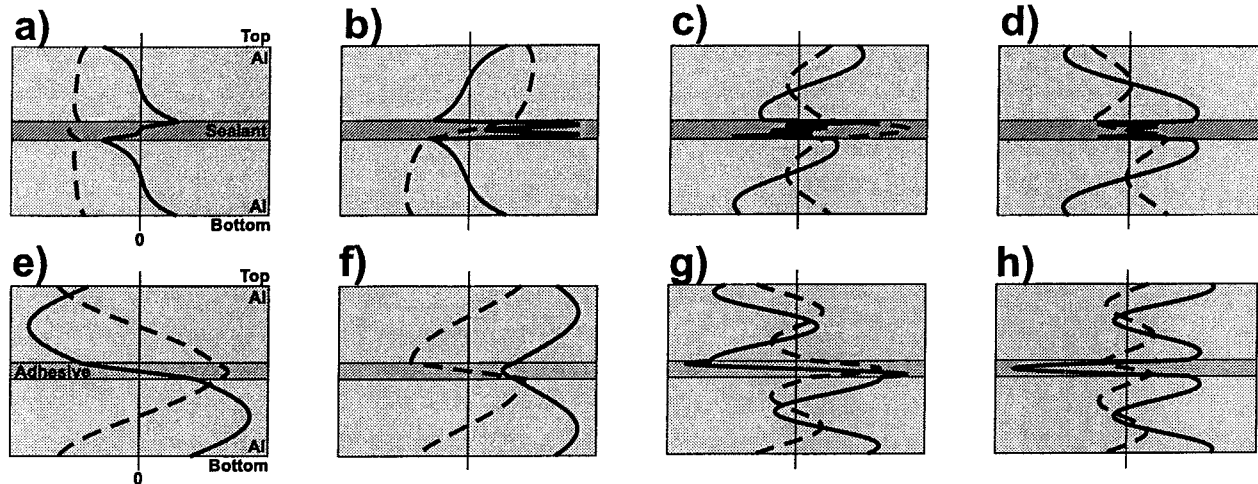 a)
Top
Al
Sealant
Al
Bottom
0
b)
c)
d)
e)
Top
Al
Adhesive
Al
Bottom
0
f)
g)
h)